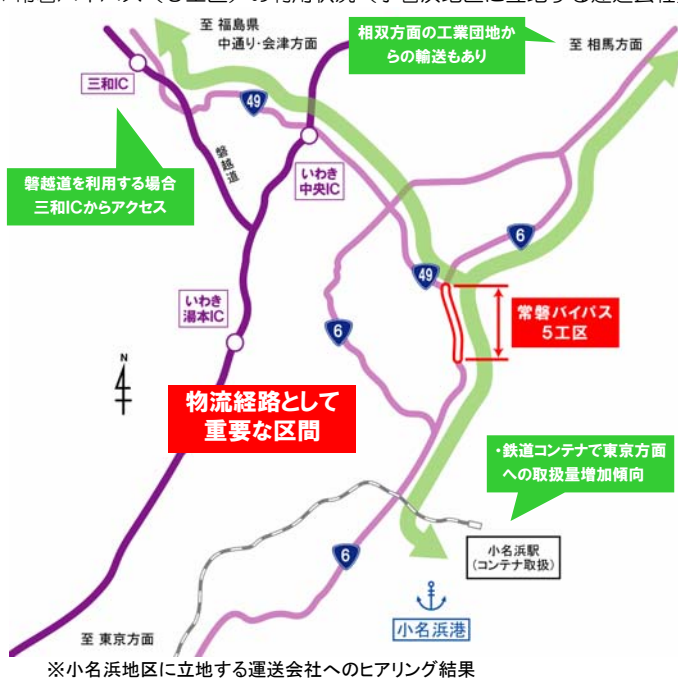 至 福島県
中通り・会津方面
相双方面の工業団地か
らの輸送もあり
至 相馬方面
三和IC
49
磐越道
いわき
中央IC
磐越道を利用する場合
三和ICからアクセス
6
49
いわき
湯本IC
6
常磐バイパス
5工区
N
物流経路として
重要な区間
・鉄道コンテナで東京方面
への取扱量増加傾向
6
小名浜駅
(コンテナ取扱)
小名浜港
至 東京方面
※小名浜地区に立地する運送会社へのヒアリング結果